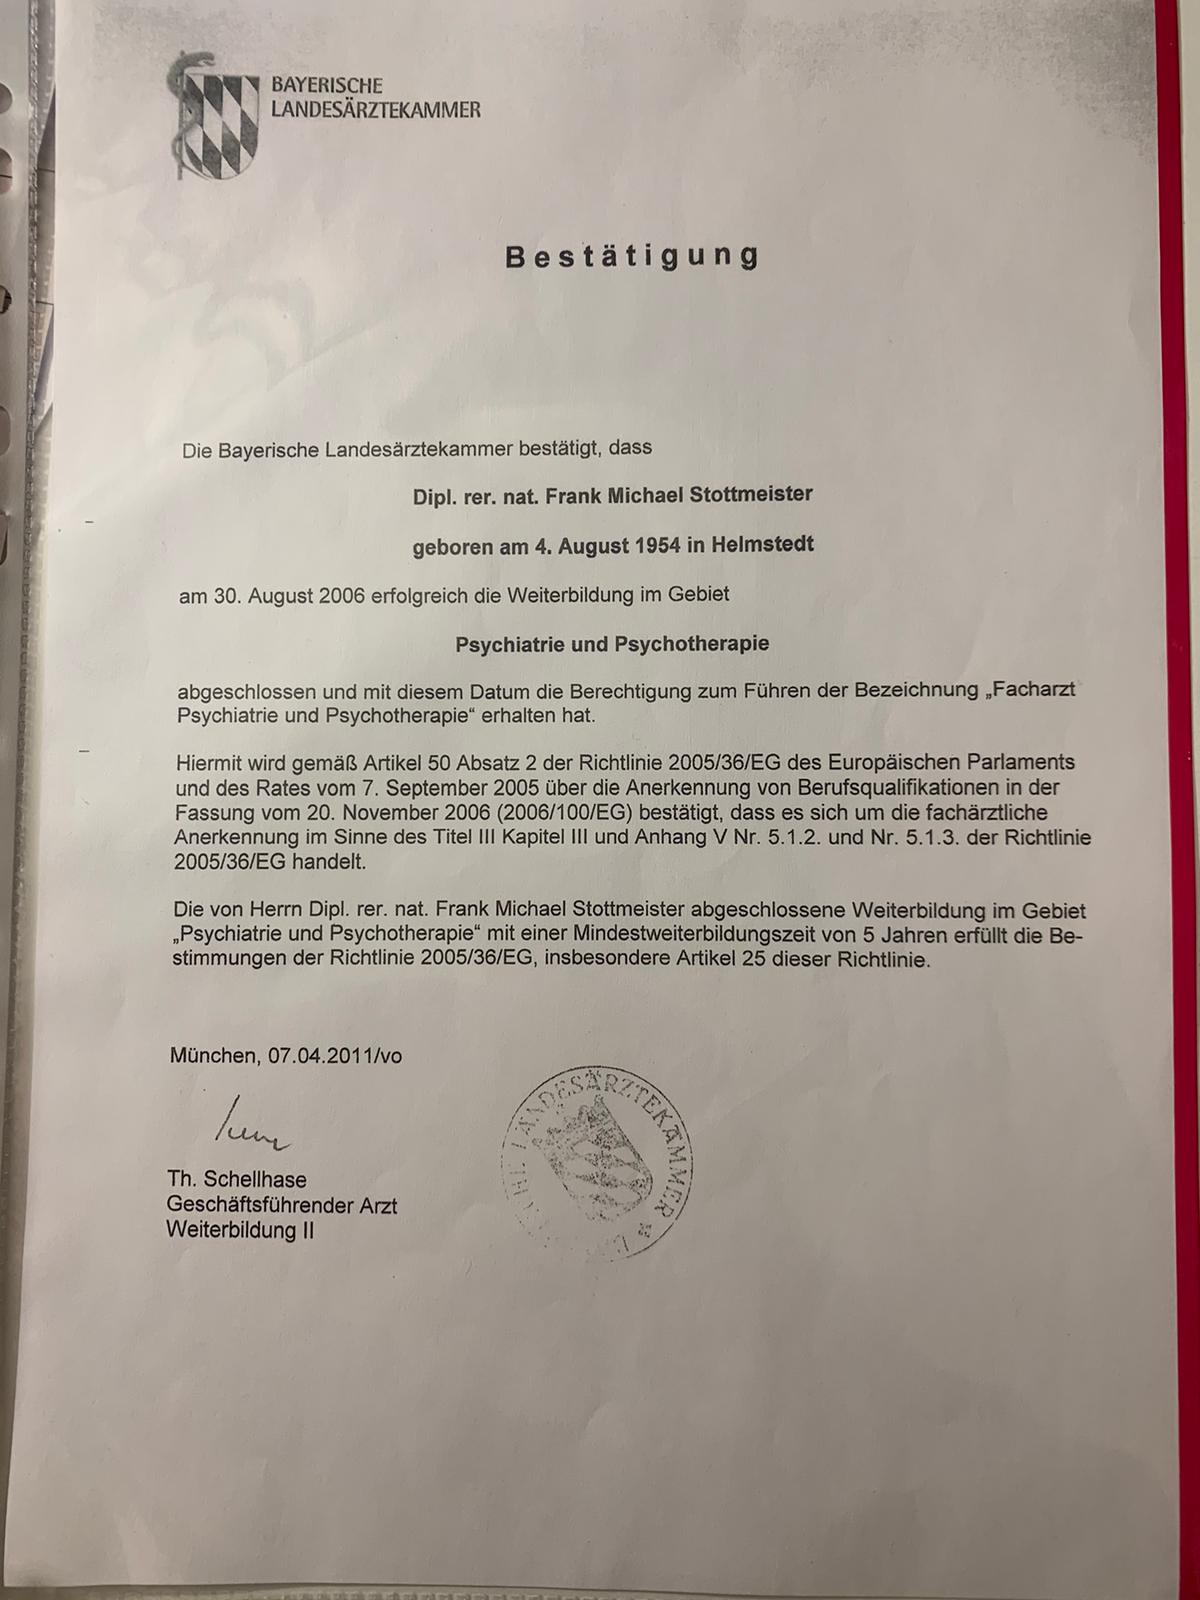 BAYERISCHE
LANDESÄRZTEKAMMER
Bestätigung
Die Bayerische Landesärztekammer bestätigt, dass
Dipl. rer. nat. Frank Michael Stottmeister
geboren am 4. August 1954 in Helmstedt
am 30. August 2006 erfolgreich die Weiterbildung im Gebiet
Psychiatrie und Psychotherapie
abgeschlossen und mit diesem Datum die Berechtigung zum Führen der Bezeichnung „Facharzt
Psychiatrie und Psychotherapie“ erhalten hat.
Hiermit wird gemäß Artikel 50 Absatz 2 der Richtlinie 2005/36/EG des Europäischen Parlaments
und des Rates vom 7. September 2005 über die Anerkennung von Berufsqualifikationen in der
Fassung vom 20. November 2006 (2006/100/EG) bestätigt, dass es sich um die fachärztliche
Anerkennung im Sinne des Titel III Kapitel III und Anhang V Nr. 5.1.2. und Nr. 5.1.3. der Richtlinie
2005/36/EG handelt.
Die von Herrn Dipl. rer. nat. Frank Michael Stottmeister abgeschlossene Weiterbildung im Gebiet
„Psychiatrie und Psychotherapie“ mit einer Mindestweiterbildungszeit von 5 Jahren erfüllt die Be-
stimmungen der Richtlinie 2005/36/EG, insbesondere Artikel 25 dieser Richtlinie.
München, 07.04.2011/vo
Th. Schellhase
Geschäftsführender Arzt
Weiterbildung II
LANDESÄRZTEKAMMER